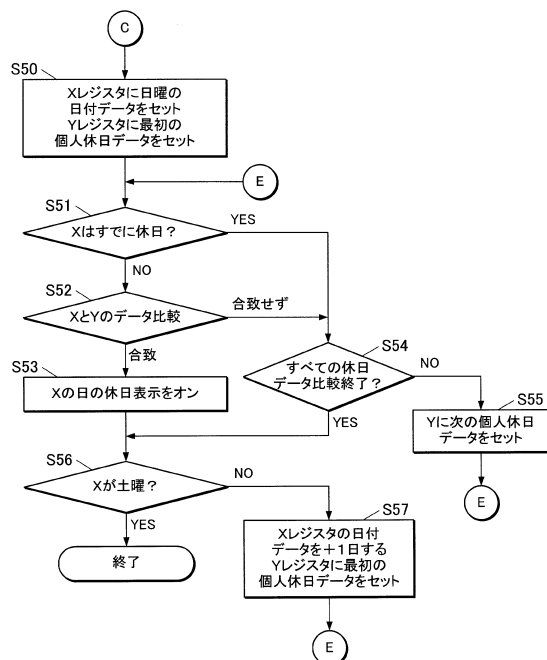 C
S50
Xレジスタに日曜の
日付データをセット
Yレジスタに最初の
個人休日データをセット
E
S51
Xはすでに休日?
YES
NO
S52
XとYのデータ比較
合致せず
合致
S53
Xの日の休日表示をオン
S54
すべての休日
データ比較終了?
NO
YES
S55
Yに次の個人休日
データをセット
E
S56
Xが土曜?
NO
YES
終了
S57
Xレジスタの日付
データを+1日する
Yレジスタに最初の
個人休日データをセット
E